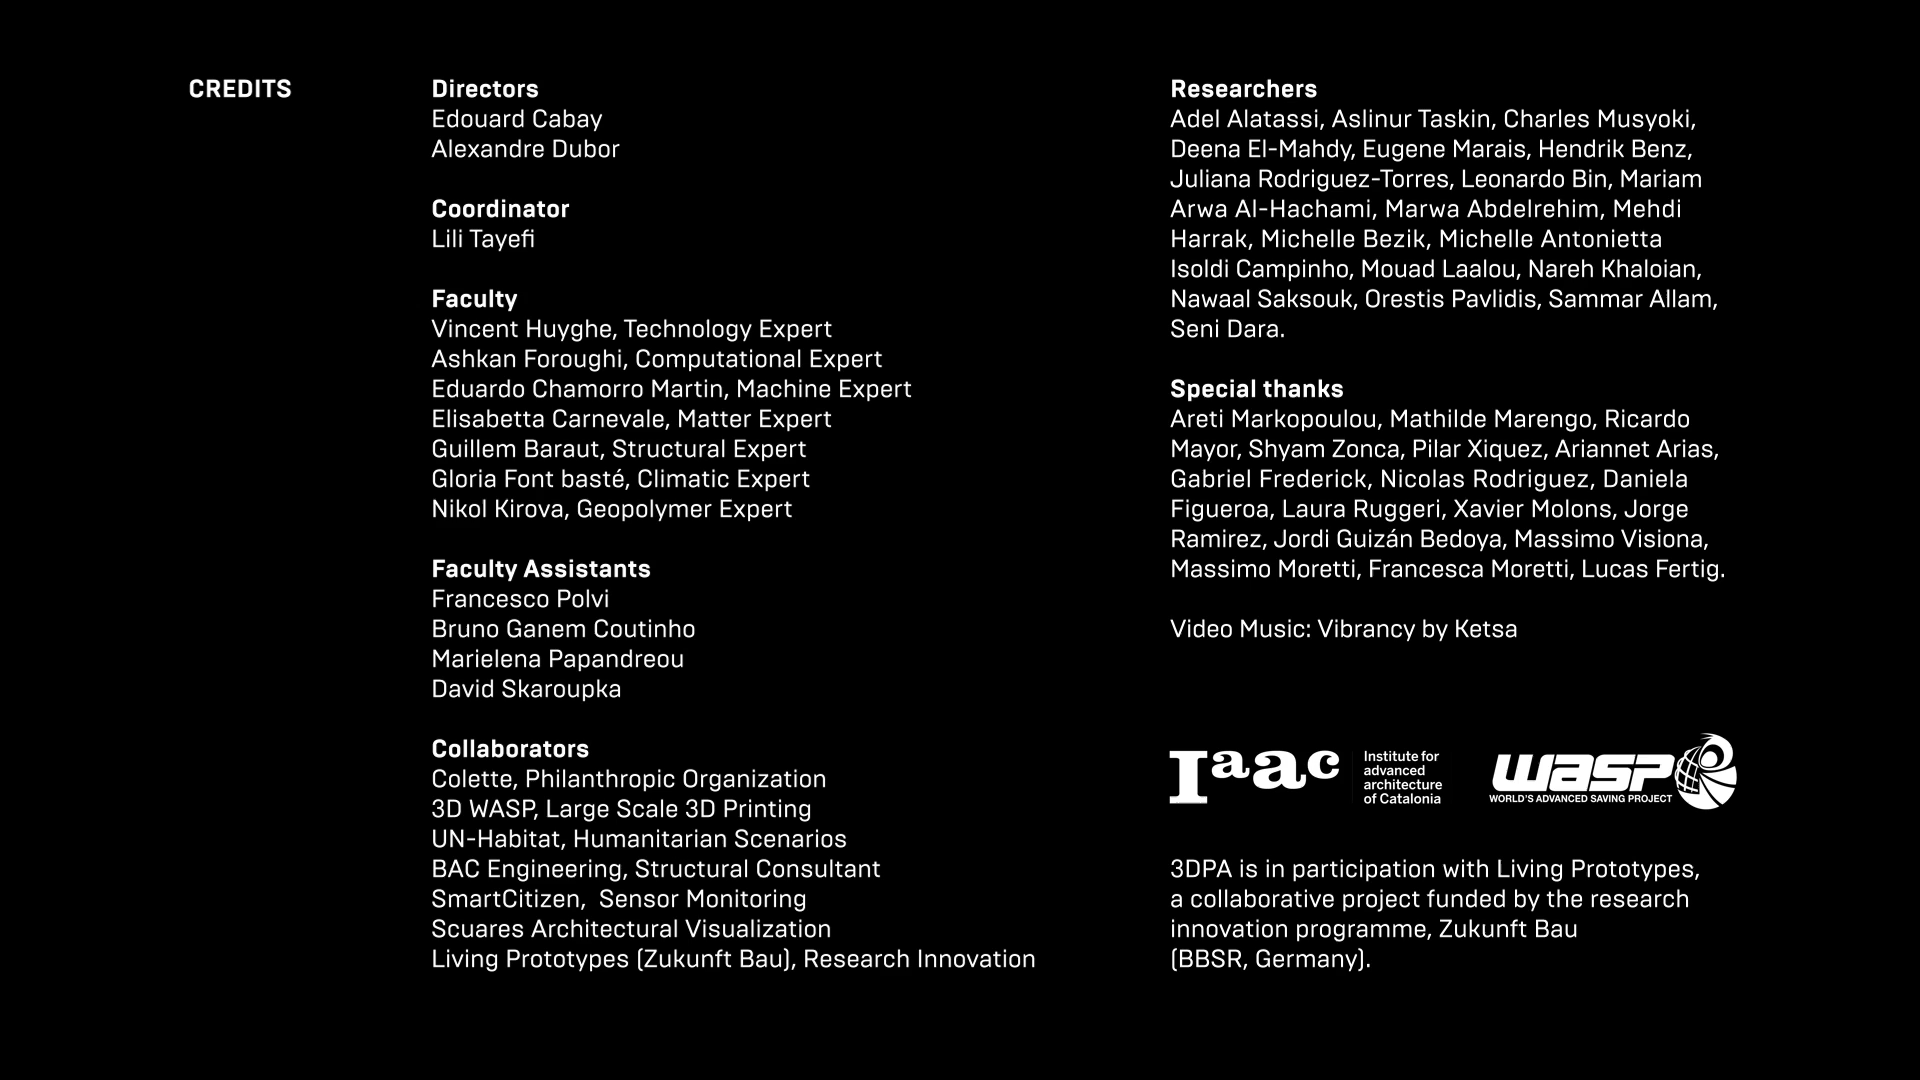 CREDITS
Directors
Edouard Cabay
Alexandre Dubor
Coordinator
Lili Tayefi
Faculty
Vincent Huyghe, Technology Expert
Ashkan Foroughi, Computational Expert
Eduardo Chamorro Martin, Machine Expert
Elisabetta Carnevale, Matter Expert
Guillem Baraut, Structural Expert
Gloria Font basté, Climatic Expert
Nikol Kirova, Geopolymer Expert
Faculty Assistants
Francesco Polvi
Bruno Ganem Coutinho
Marielena Papandreou
David Skaroupka
Collaborators
Colette, Philanthropic Organization
3D WASP, Large Scale 3D Printing
UN-Habitat, Humanitarian Scenarios
BAC Engineering, Structural Consultant
SmartCitizen,  Sensor Monitoring
Scuares Architectural Visualization
Living Prototypes (Zukunft Bau), Research Innovation
Researchers
Adel Alatassi, Aslinur Taskin, Charles Musyoki,
Deena El-Mahdy, Eugene Marais, Hendrik Benz,
Juliana Rodriguez-Torres, Leonardo Bin, Mariam
Arwa Al-Hachami, Marwa Abdelrehim, Mehdi
Harrak, Michelle Bezik, Michelle Antonietta
Isoldi Campinho, Mouad Laalou, Nareh Khaloian,
Nawaal Saksouk, Orestis Pavlidis, Sammar Allam,
Seni Dara.
Special thanks
Areti Markopoulou, Mathilde Marengo, Ricardo
Mayor, Shyam Zonca, Pilar Xiquez, Ariannet Arias,
Gabriel Frederick, Nicolas Rodriguez, Daniela
Figueroa, Laura Ruggeri, Xavier Molons, Jorge
Ramirez, Jordi Guizán Bedoya, Massimo Visiona,
Massimo Moretti, Francesca Moretti, Lucas Fertig.
Video Music: Vibrancy by Ketsa
Iaac
Institute for
advanced
architecture
of Catalonia
wasp
WORLD'S ADVANCED SAVING PROJECT
3DPA is in participation with Living Prototypes,
a collaborative project funded by the research
innovation programme, Zukunft Bau
(BBSR, Germany).